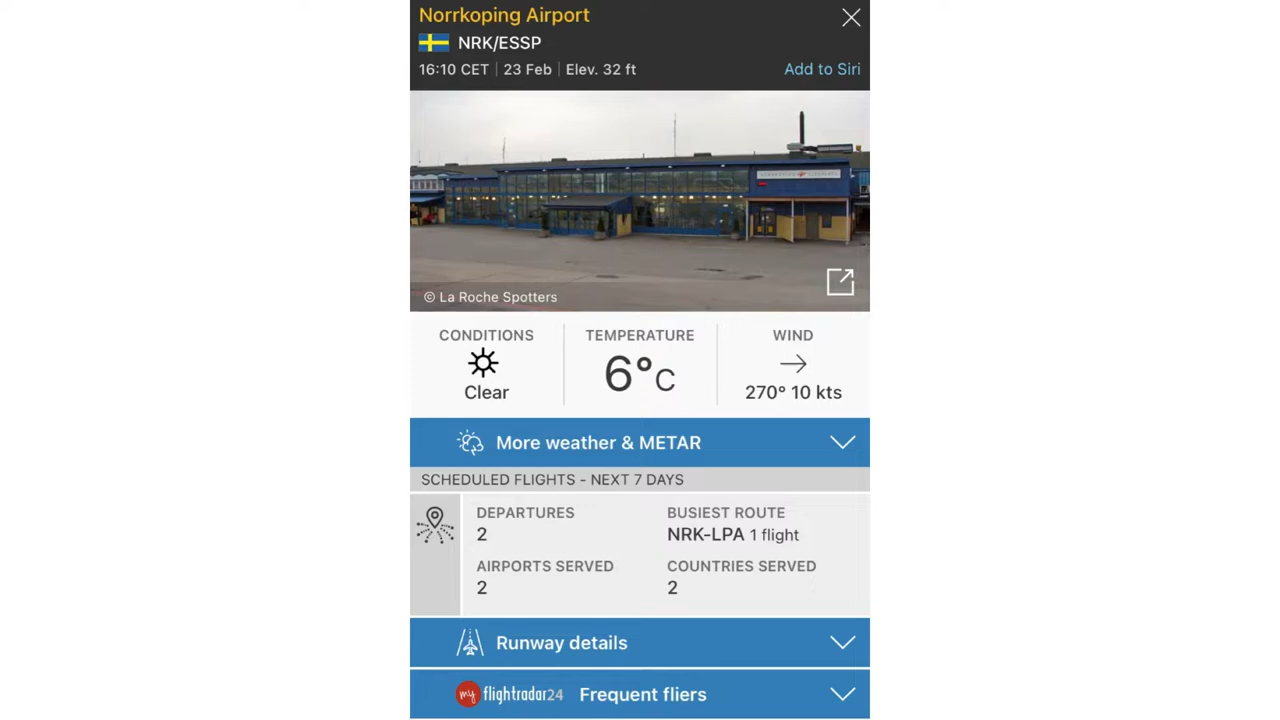 Norrkoping Airport
NRK/ESSP
16:10 CET | 23 Feb | Elev. 32 ft
Add to Siri
© La Roche Spotters
CONDITIONS
Clear
TEMPERATURE
6°C
WIND
270° 10 kts
More weather & METAR
SCHEDULED FLIGHTS - NEXT 7 DAYS
DEPARTURES
2
BUSIEST ROUTE
NRK-LPA 1 flight
AIRPORTS SERVED
2
COUNTRIES SERVED
2
Runway details
my flightradar24 Frequent fliers